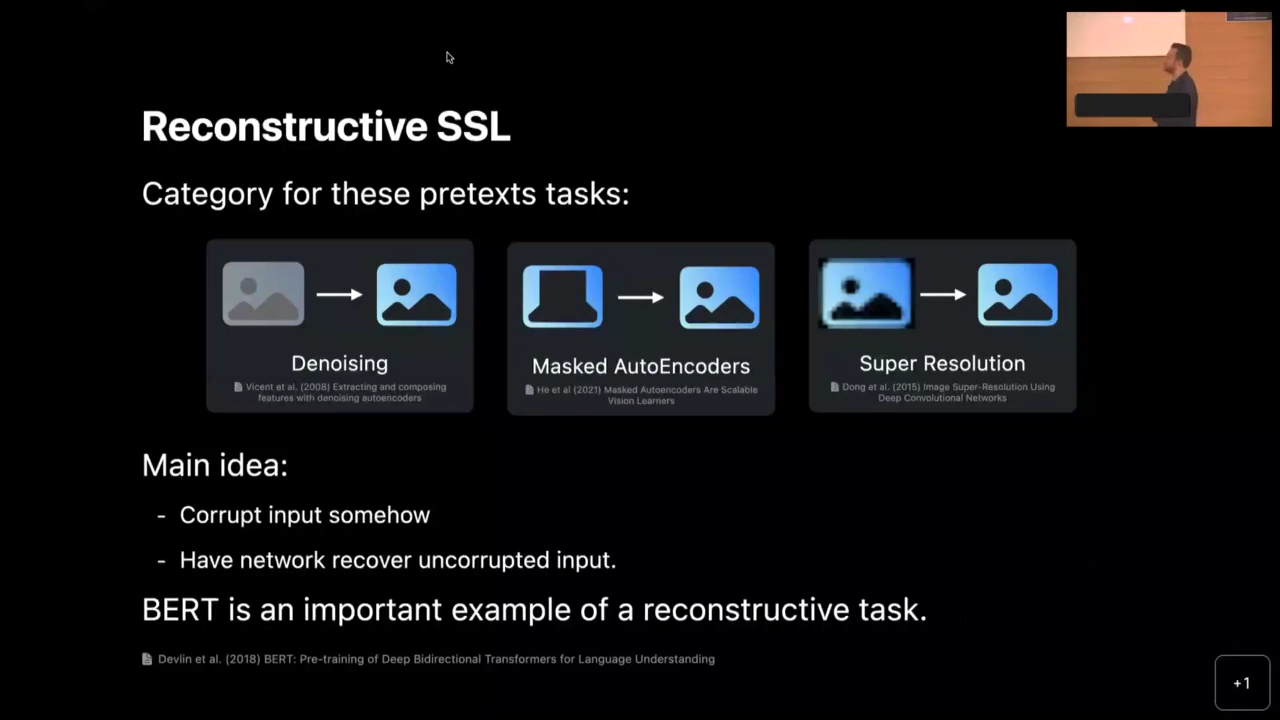 Reconstructive SSL
Category for these pretexts tasks:
Denoising
Vicent et al. (2008) Extracting and composing
features with denoising autoencoders
Masked AutoEncoders
He et al (2021) Masked Autoencoders Are Scalable
Vision Learners
Super Resolution
Dong et al. (2015) Image Super-Resolution Using
Deep Convolutional Networks
Main idea:
- Corrupt input somehow
- Have network recover uncorrupted input.
BERT is an important example of a reconstructive task.
Devlin et al. (2018) BERT: Pre-training of Deep Bidirectional Transformers for Language Understanding
+1